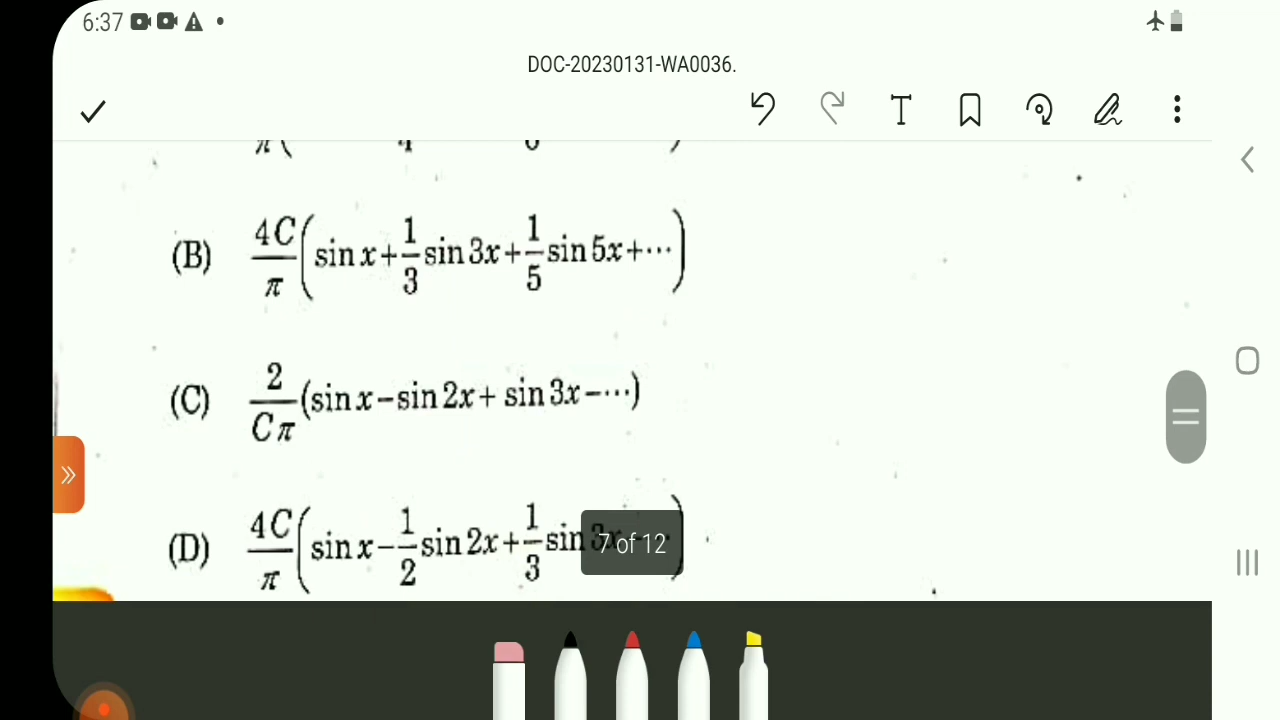 6:37
DOC-20230131-WA0036.
T
(B) 4C/π (sin x + 1/3 sin 3x + 1/5 sin 5x + ⋯)
(C) 2/Cπ (sin x − sin 2x + sin 3x − ⋯)
(D) 4C/π (sin x − 1/2 sin 2x + 1/3 sin
7 of 12